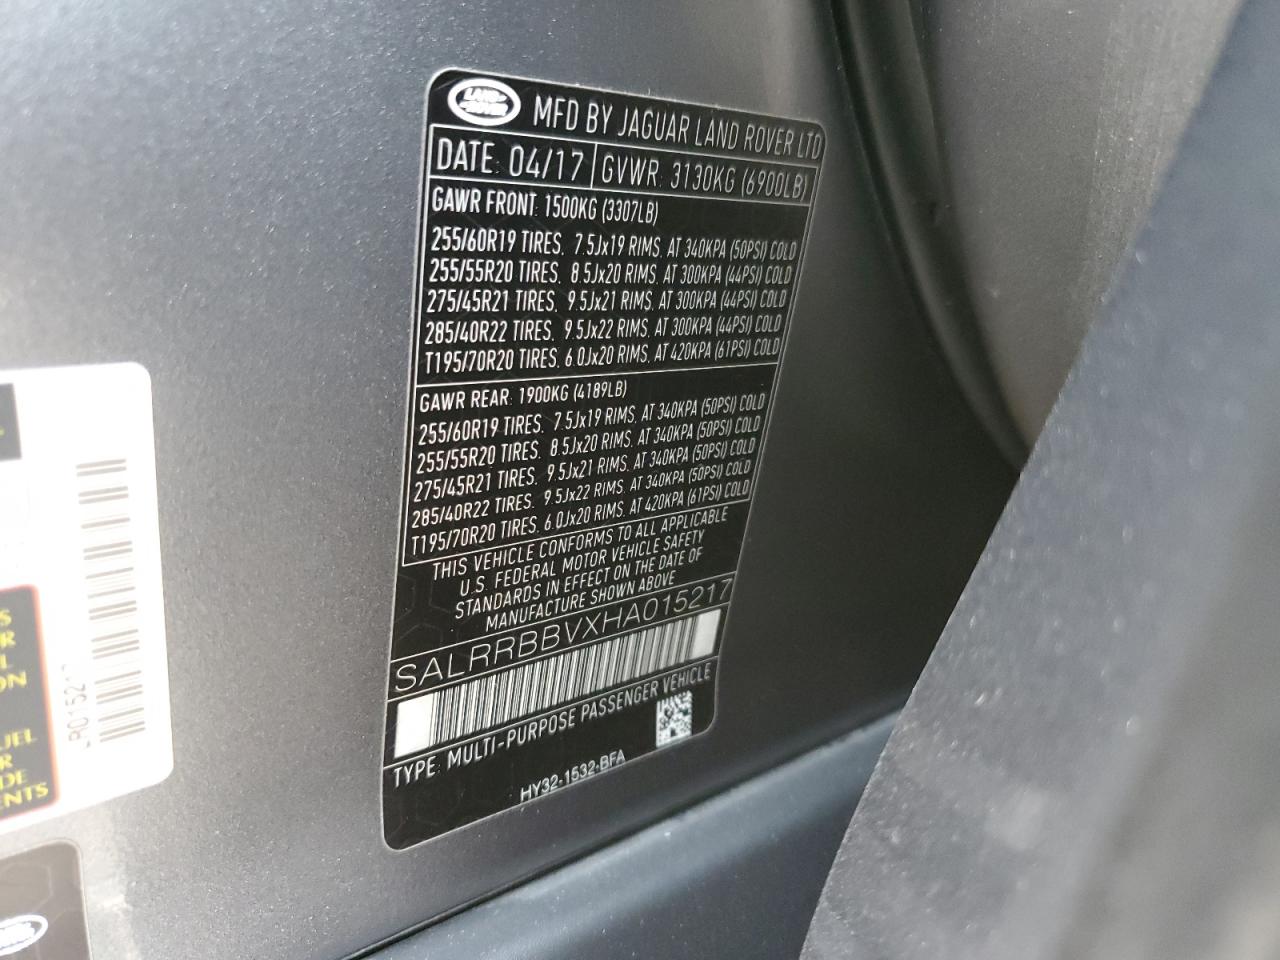 LAND ROVER
MFD BY JAGUAR LAND ROVER LTD
DATE: 04/17 GVWR: 3130KG (6900LB)
GAWR FRONT: 1500KG (3307LB)
255/60R19 TIRES, 7.5Jx19 RIMS, AT 340KPA (50PSI) COLD
255/55R20 TIRES, 8.5Jx20 RIMS, AT 300KPA (44PSI) COLD
275/45R21 TIRES, 9.5Jx21 RIMS, AT 300KPA (44PSI) COLD
285/40R22 TIRES, 9.5Jx22 RIMS, AT 300KPA (44PSI) COLD
T195/70R20 TIRES, 6.0Jx20 RIMS, AT 420KPA (61PSI) COLD
GAWR REAR: 1900KG (4189LB)
255/60R19 TIRES, 7.5Jx19 RIMS, AT 340KPA (50PSI) COLD
255/55R20 TIRES, 8.5Jx20 RIMS, AT 340KPA (50PSI) COLD
275/45R21 TIRES, 9.5Jx21 RIMS, AT 340KPA (50PSI) COLD
285/40R22 TIRES, 9.5Jx22 RIMS, AT 340KPA (50PSI) COLD
T195/70R20 TIRES, 6.0Jx20 RIMS, AT 420KPA (61PSI) COLD
THIS VEHICLE CONFORMS TO ALL APPLICABLE
U.S. FEDERAL MOTOR VEHICLE SAFETY
STANDARDS IN EFFECT ON THE DATE OF
MANUFACTURE SHOWN ABOVE
SALRRBBVXHA015217
TYPE: MULTI-PURPOSE PASSENGER VEHICLE
HY32-1532-BFA
LR015217